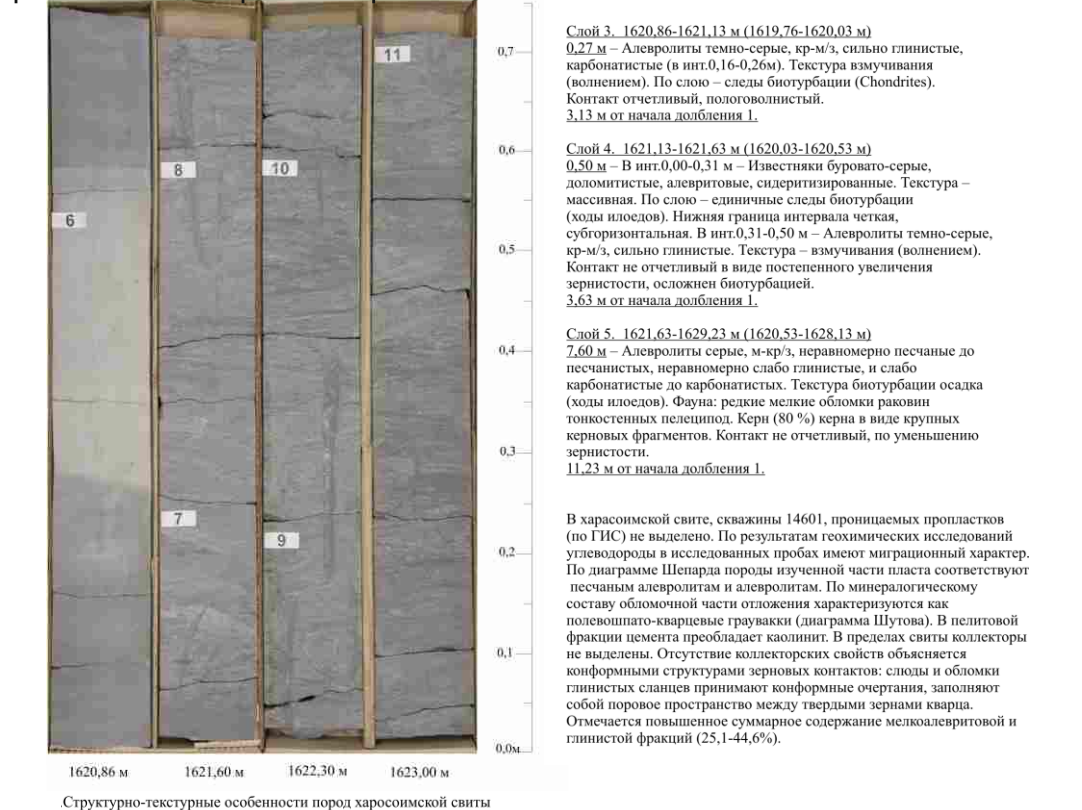 11
8
10
6
7
9
0,7
0,6
0,5
0,4
0,3
0,2
0,1
0,0м
1620,86 м
1621,60 м
1622,30 м
1623,00 м
.Структурно-текстурные особенности пород харосоимской свиты
Слой 3.  1620,86-1621,13 м (1619,76-1620,03 м)
0,27 м – Алевролиты темно-серые, кр-м/з, сильно глинистые,
карбонатистые (в инт.0,16-0,26м). Текстура взмучивания
(волнением). По слою – следы биотурбации (Chondrites).
Контакт отчетливый, пологоволнистый.
3,13 м от начала долбления 1.
Слой 4.  1621,13-1621,63 м (1620,03-1620,53 м)
0,50 м – В инт.0,00-0,31 м – Известняки буровато-серые,
доломитистые, алевритовые, сидеритизированные. Текстура –
массивная. По слою – единичные следы биотурбации
(ходы илоедов). Нижняя граница интервала четкая,
субгоризонтальная. В инт.0,31-0,50 м – Алевролиты темно-серые,
кр-м/з, сильно глинистые. Текстура – взмучивания (волнением).
Контакт не отчетливый в виде постепенного увеличения
зернистости, осложнен биотурбацией.
3,63 м от начала долбления 1.
Слой 5.  1621,63-1629,23 м (1620,53-1628,13 м)
7,60 м – Алевролиты серые, м-кр/з, неравномерно песчаные до
песчанистых, неравномерно слабо глинистые, и слабо
карбонатистые до карбонатистых. Текстура биотурбации осадка
(ходы илоедов). Фауна: редкие мелкие обломки раковин
тонкостенных пелеципод. Керн (80 %) керна в виде крупных
керновых фрагментов. Контакт не отчетливый, по уменьшению
зернистости.
11,23 м от начала долбления 1.
В харасоимской свите, скважины 14601, проницаемых пропластков
(по ГИС) не выделено. По результатам геохимических исследований
углеводороды в исследованных пробах имеют миграционный характер.
По диаграмме Шепарда породы изученной части пласта соответствуют
песчаным алевролитам и алевролитам. По минералогическому
составу обломочной части отложения характеризуются как
полевошпато-кварцевые граувакки (диаграмма Шутова). В пелитовой
фракции цемента преобладает каолинит. В пределах свиты коллекторы
не выделены. Отсутствие коллекторских свойств объясняется
конформными структурами зерновых контактов: слюды и обломки
глинистых сланцев принимают конформные очертания, заполняют
собой поровое пространство между твердыми зернами кварца.
Отмечается повышенное суммарное содержание мелкоалевритовой и
глинистой фракций (25,1-44,6%).